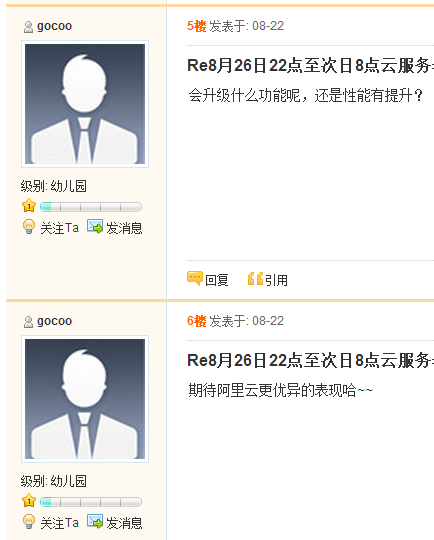 gocoo
5楼 发表于: 08-22
Re8月26日22点至次日8点云服务
会升级什么功能呢，还是性能有提升？
级别: 幼儿园
1
关注Ta 发消息
回复 引用
gocoo
6楼 发表于: 08-22
Re8月26日22点至次日8点云服务
期待阿里云更优异的表现哈~~
级别: 幼儿园
1
关注Ta 发消息